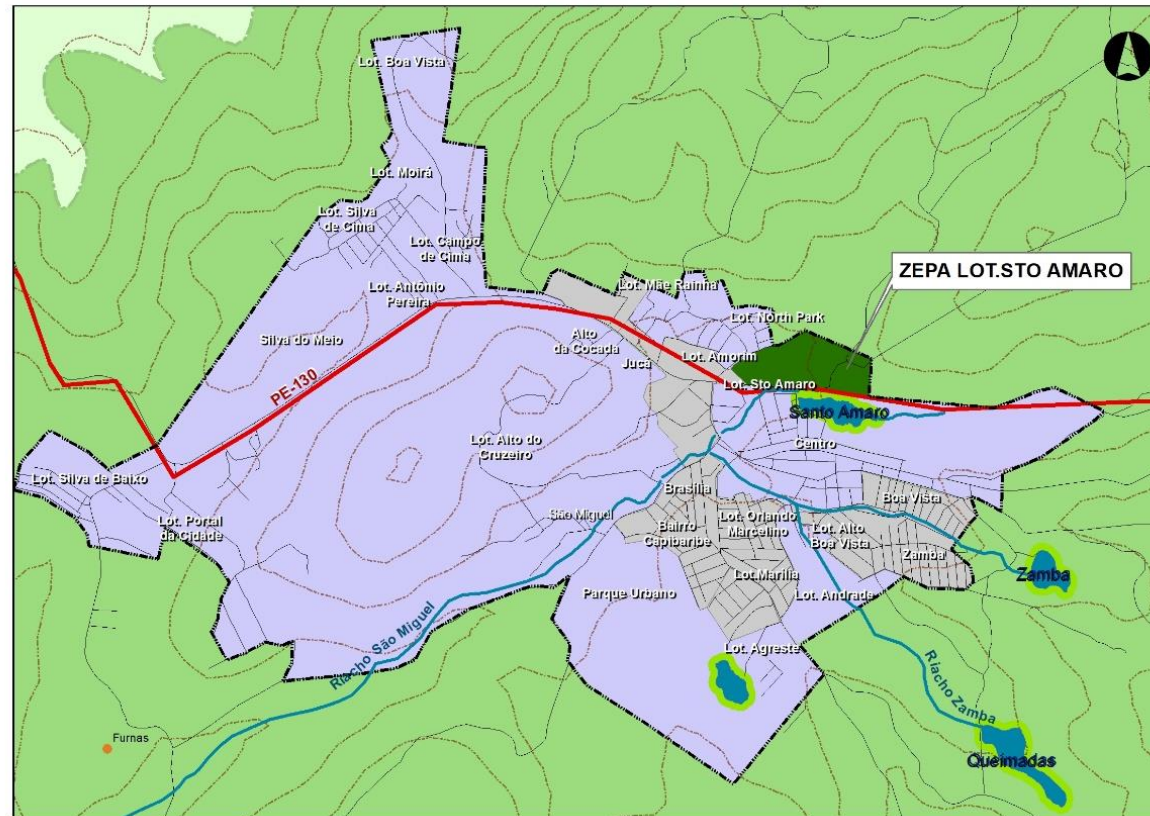 Lot. Boa Vista
Lot. Moirá
Lot. Silva
de Cima
Lot. Campo
de Cima
ZEPA LOT.STO AMARO
Lot. Antônio
Pereira
Lot. Mãe Rainha
Lot. North Park
Silva do Meio
Alto
da Cocada
Jucá
Lot. Amorin
PE-130
Lot. Sto Amaro
Santo Amaro
Lot. Alto do
Cruzeiro
Centro
Lot. Silva de Baixo
Brasília
Boa Vista
Lot. Portal
da Cidade
São Miguel
Bairro
Capibaribe
Lot. Orlando
Marcelino
Lot. Alto
Boa Vista
Zamba
Zamba
Lot.Marilia
Parque Urbano
Lot. Andrada
Riacho São Miguel
Lot. Agreste
Riacho Zamba
Furnas
Queimadas